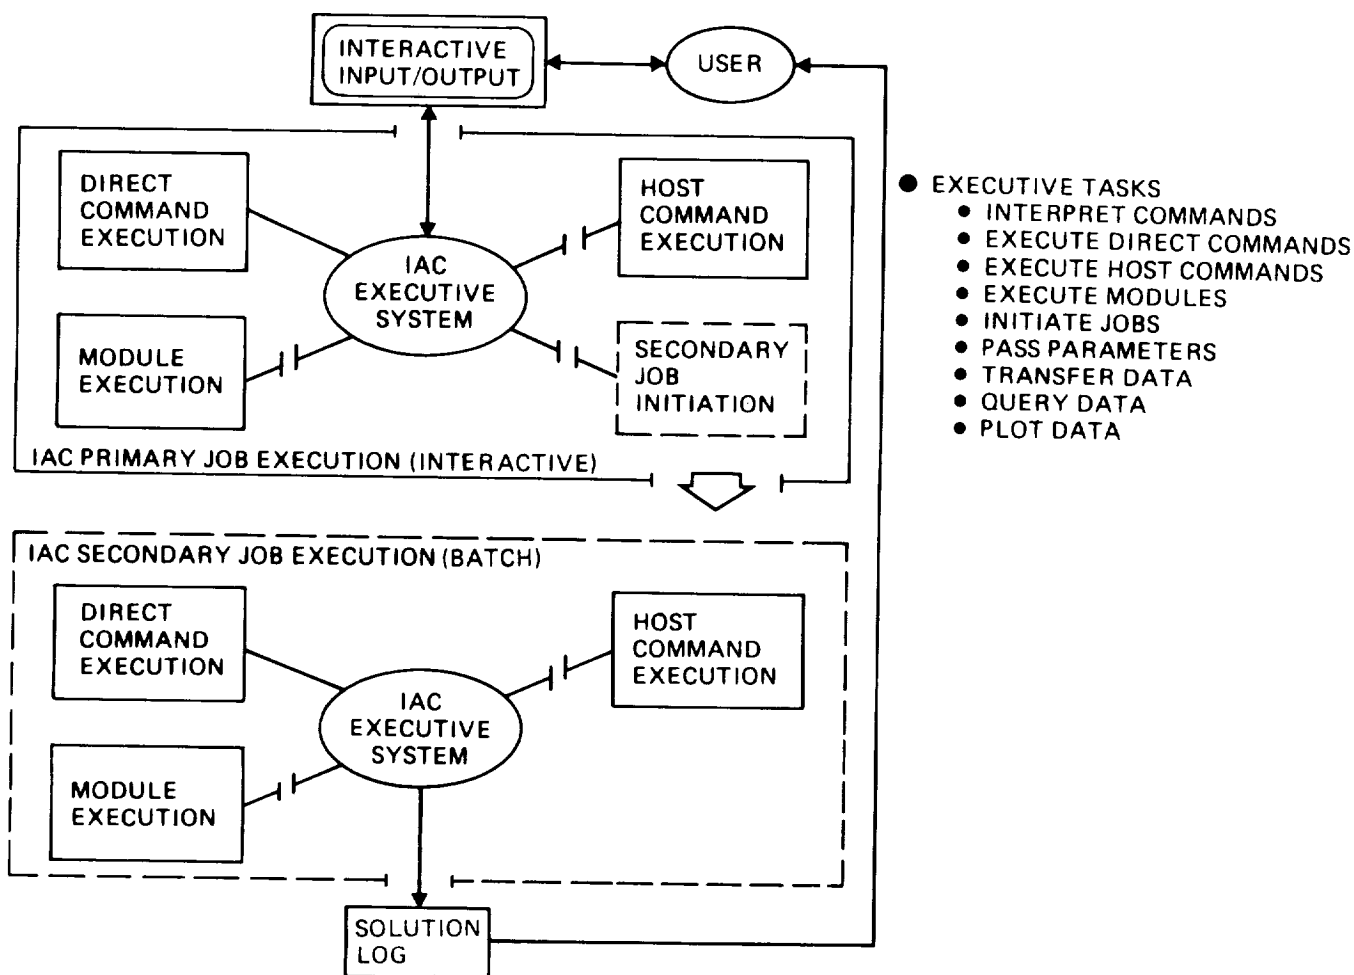 INTERACTIVE
INPUT/OUTPUT
USER
DIRECT
COMMAND
EXECUTION
HOST
COMMAND
EXECUTION
IAC
EXECUTIVE
SYSTEM
MODULE
EXECUTION
SECONDARY
JOB
INITIATION
IAC PRIMARY JOB EXECUTION (INTERACTIVE)
● EXECUTIVE TASKS
● INTERPRET COMMANDS
● EXECUTE DIRECT COMMANDS
● EXECUTE HOST COMMANDS
● EXECUTE MODULES
● INITIATE JOBS
● PASS PARAMETERS
● TRANSFER DATA
● QUERY DATA
● PLOT DATA
IAC SECONDARY JOB EXECUTION (BATCH)
DIRECT
COMMAND
EXECUTION
HOST
COMMAND
EXECUTION
IAC
EXECUTIVE
SYSTEM
MODULE
EXECUTION
SOLUTION
LOG